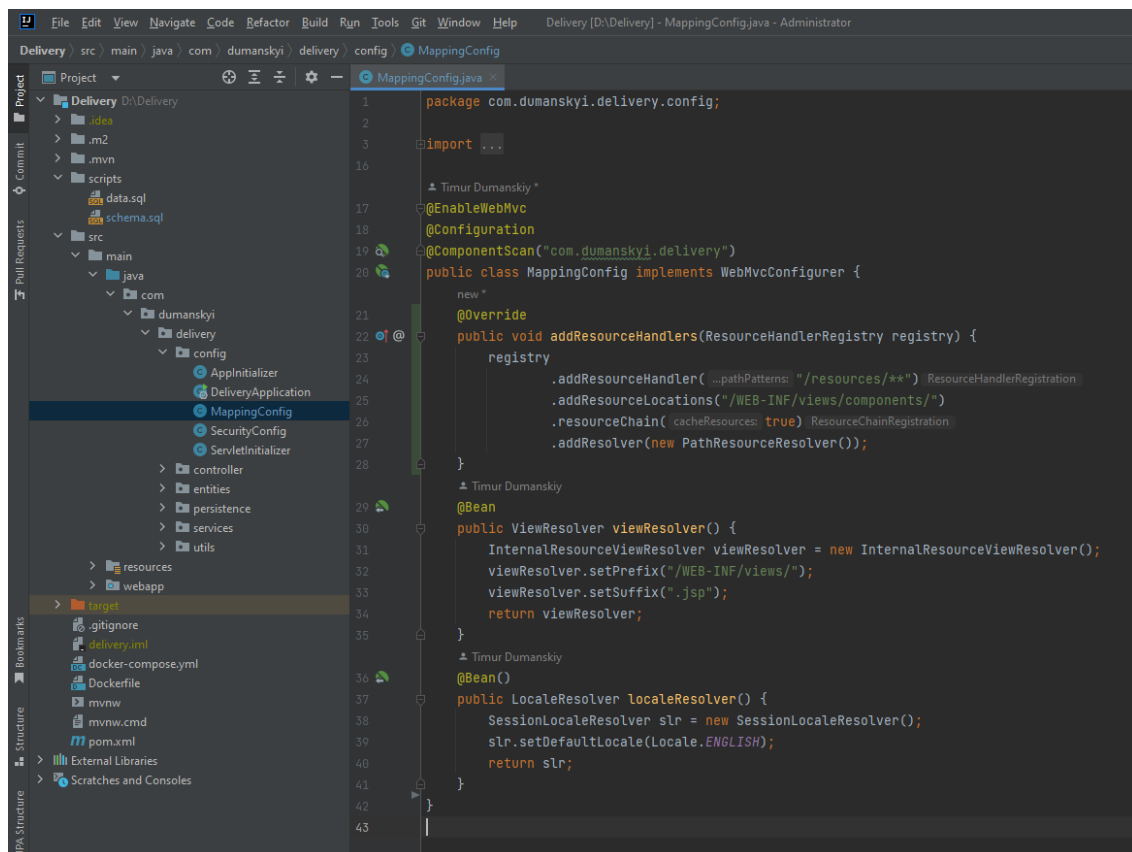 File Edit View Navigate Code Refactor Build Run Tools Git Window Help Delivery [D:\Delivery] - MappingConfig.java - Administrator
Delivery src main java com dumanskyi delivery config MappingConfig
Project
Commit
Pull Requests
Bookmarks
Structure
JPA Structure
Project
Delivery D:\Delivery
.idea
.m2
.mvn
scripts
data.sql
schema.sql
src
main
java
com
dumanskyi
delivery
config
AppInitializer
DeliveryApplication
MappingConfig
SecurityConfig
ServletInitializer
controller
entities
persistence
services
utils
resources
webapp
target
.gitignore
delivery.iml
docker-compose.yml
Dockerfile
mvnw
mvnw.cmd
pom.xml
External Libraries
Scratches and Consoles
MappingConfig.java
1 package com.dumanskyi.delivery.config;
2
3 import ...
16
Timur Dumanskiy *
17 @EnableWebMvc
18 @Configuration
19 @ComponentScan("com.dumanskyi.delivery")
20 public class MappingConfig implements WebMvcConfigurer {
new *
21 @Override
22 @ public void addResourceHandlers(ResourceHandlerRegistry registry) {
23 registry
24 .addResourceHandler( ...pathPatterns: "/resources/**") ResourceHandlerRegistration
25 .addResourceLocations("/WEB-INF/views/components/")
26 .resourceChain( cacheResources: true) ResourceChainRegistration
27 .addResolver(new PathResourceResolver());
28 }
Timur Dumanskiy
29 @Bean
30 public ViewResolver viewResolver() {
31 InternalResourceViewResolver viewResolver = new InternalResourceViewResolver();
32 viewResolver.setPrefix("/WEB-INF/views/");
33 viewResolver.setSuffix(".jsp");
34 return viewResolver;
35 }
Timur Dumanskiy
36 @Bean()
37 public LocaleResolver localeResolver() {
38 SessionLocaleResolver slr = new SessionLocaleResolver();
39 slr.setDefaultLocale(Locale.ENGLISH);
40 return slr;
41 }
42 }
43